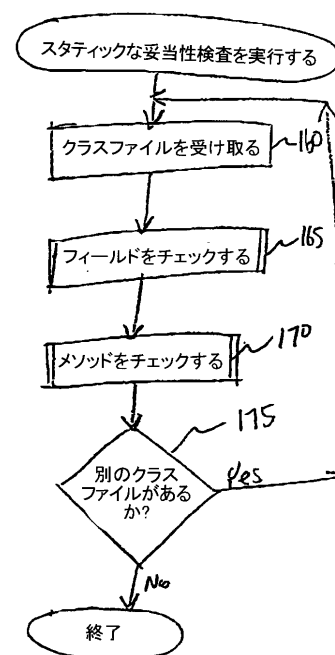 スタティックな妥当性検査を実行する
クラスファイルを受け取る
160
フィールドをチェックする
165
メソッドをチェックする
170
175
別のクラス
ファイルがある
か?
Yes
No
終了